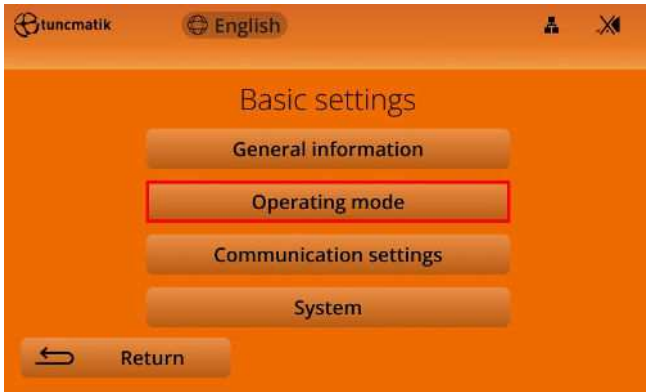 tuncmatik English
Basic settings
General information
Operating mode
Communication settings
System
Return